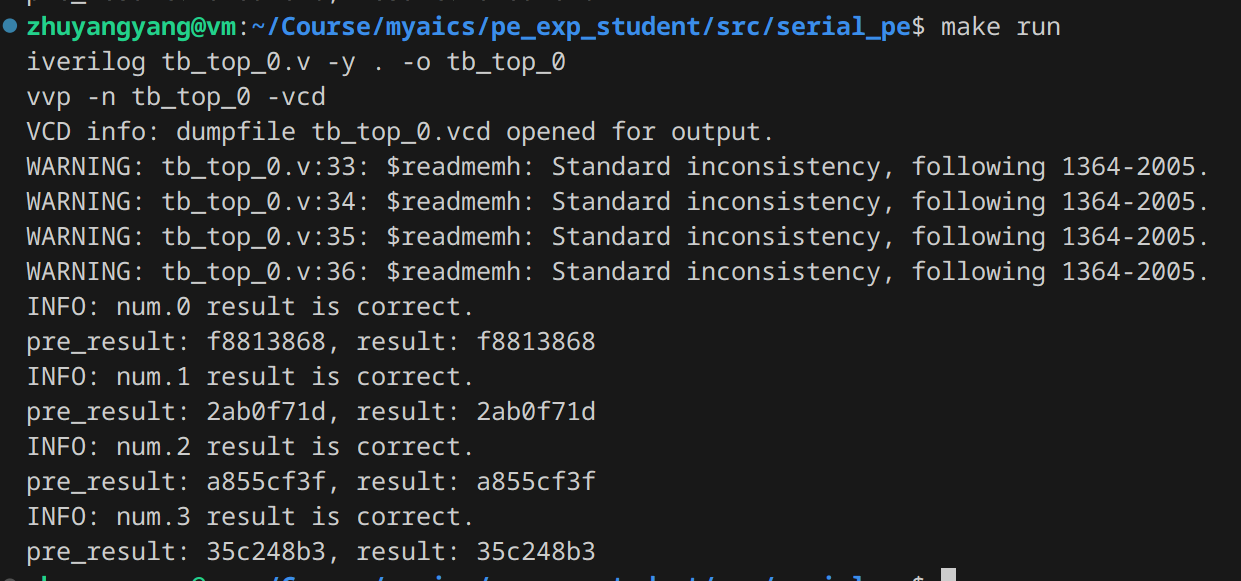 zhuyangyang@vm:~/Course/myaics/pe_exp_student/src/serial_pe$ make run
iverilog tb_top_0.v -y . -o tb_top_0
vvp -n tb_top_0 -vcd
VCD info: dumpfile tb_top_0.vcd opened for output.
WARNING: tb_top_0.v:33: $readmemh: Standard inconsistency, following 1364-2005.
WARNING: tb_top_0.v:34: $readmemh: Standard inconsistency, following 1364-2005.
WARNING: tb_top_0.v:35: $readmemh: Standard inconsistency, following 1364-2005.
WARNING: tb_top_0.v:36: $readmemh: Standard inconsistency, following 1364-2005.
INFO: num.0 result is correct.
pre_result: f8813868, result: f8813868
INFO: num.1 result is correct.
pre_result: 2ab0f71d, result: 2ab0f71d
INFO: num.2 result is correct.
pre_result: a855cf3f, result: a855cf3f
INFO: num.3 result is correct.
pre_result: 35c248b3, result: 35c248b3